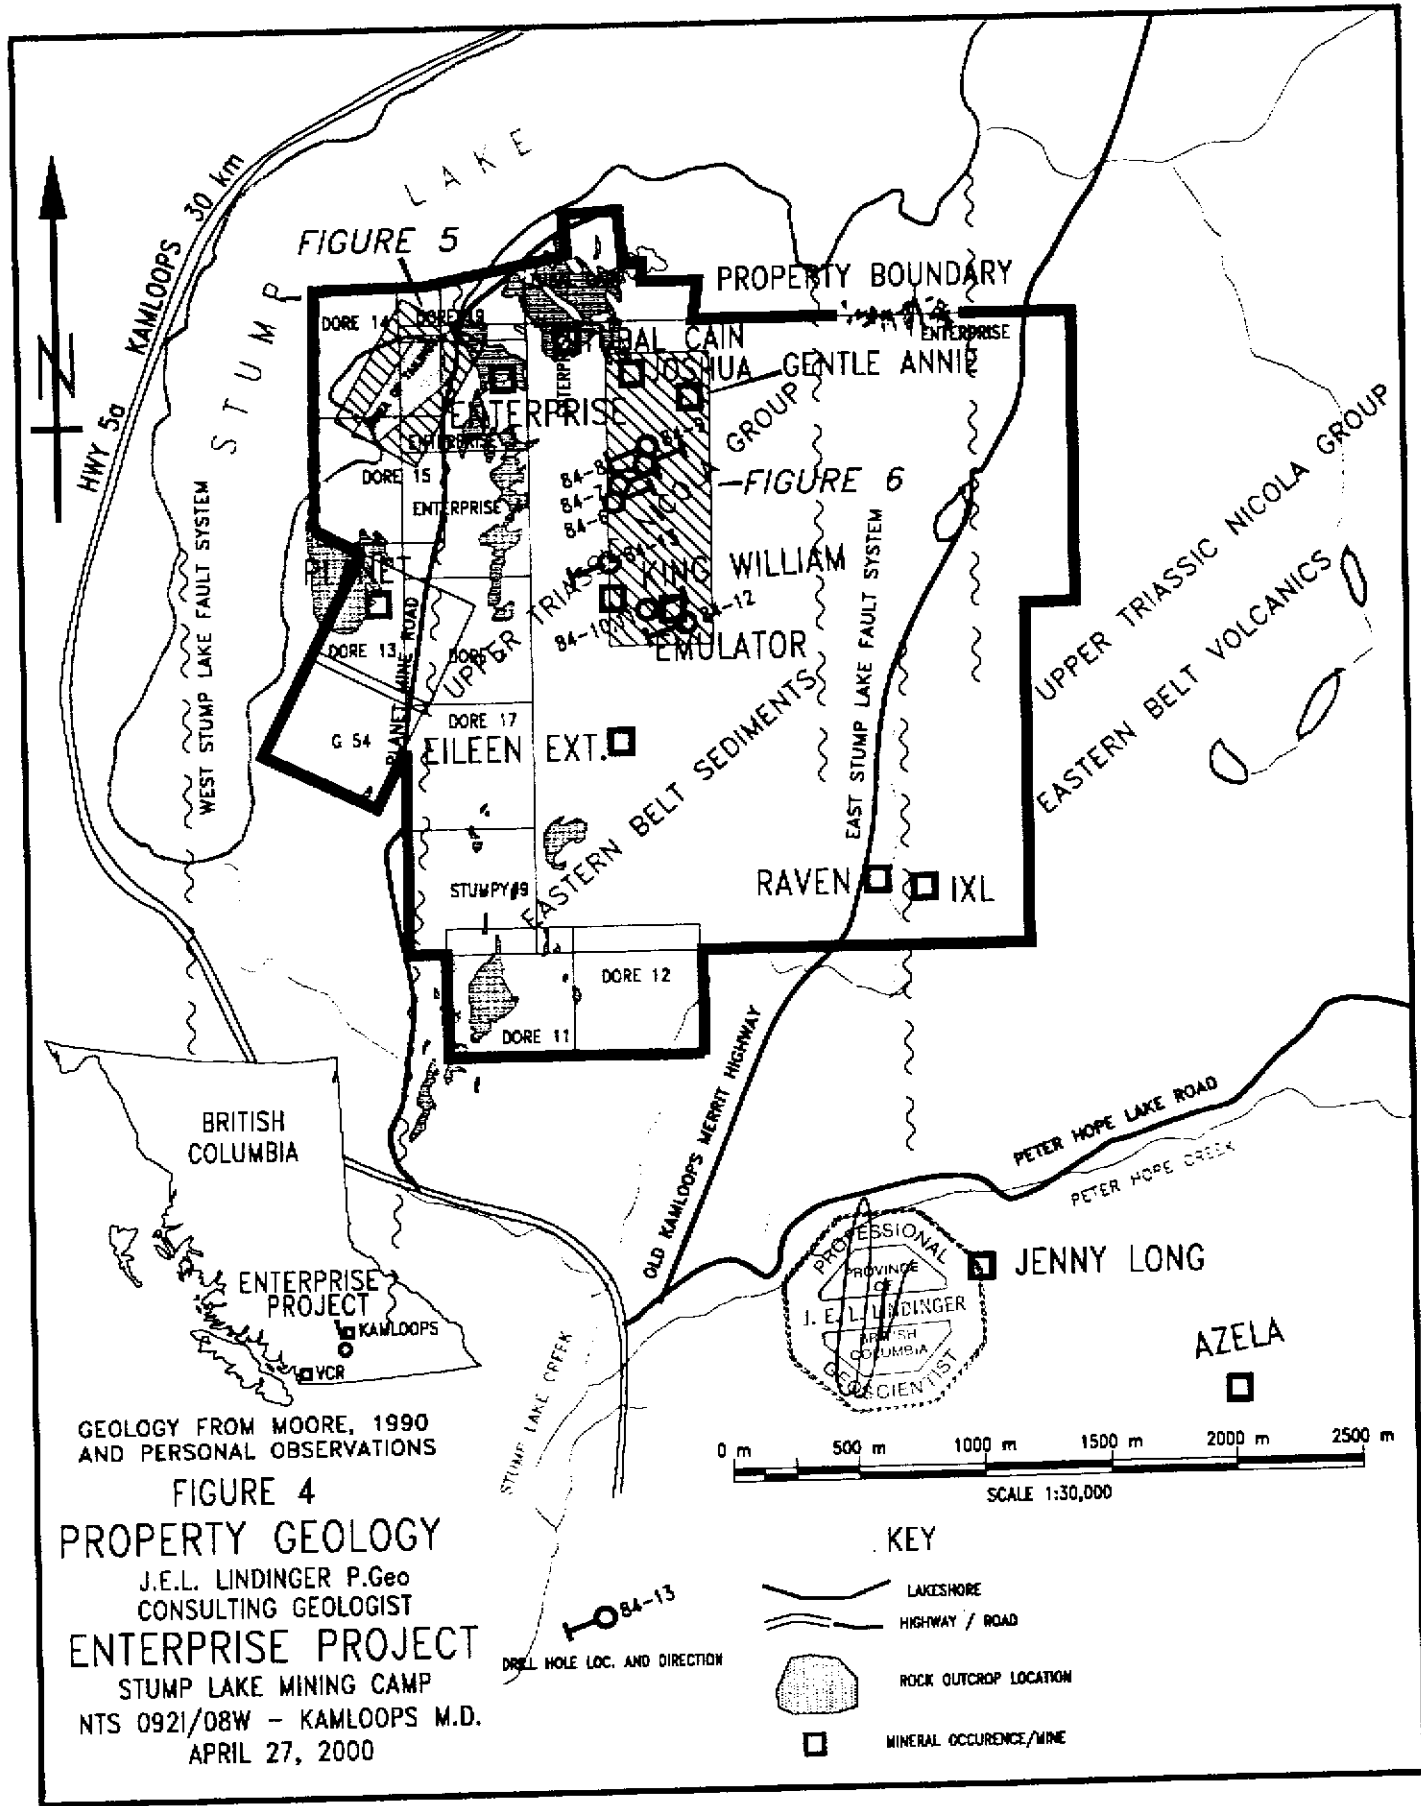 LAKE
STUMP
HWY 5a
KAMLOOPS
30 km
FIGURE 5
PROPERTY BOUNDARY
ENTERPRISE
DORE 14
CAIN
JOSHUA
GENTLE ANNIE
ENTERPRISE
ENTERPRISE
DORE 15
ENTERPRISE
84-8
84-7
84-6
84-13
FIGURE 6
UPPER TRIASSIC NICOLA GROUP
EASTERN BELT SEDIMENTS
UPPER TRIASSIC NICOLA GROUP
EASTERN BELT VOLCANICS
WEST STUMP LAKE FAULT SYSTEM
EAST STUMP LAKE FAULT SYSTEM
PLANET
KING WILLIAM
84-12
84-10
EMULATOR
DORE 13
PLANET MINE ROAD
G 54
DORE 17
EILEEN EXT.
STUMPY #9
RAVEN
IXL
DORE 12
DORE 11
OLD KAMLOOPS MERRIT HIGHWAY
PETER HOPE LAKE ROAD
PETER HOPE CREEK
STUMP LAKE CREEK
BRITISH
COLUMBIA
ENTERPRISE
PROJECT
KAMLOOPS
VCR
PROFESSIONAL
PROVINCE
OF
J. E. L. LINDINGER
BRITISH
COLUMBIA
GEOSCIENTIST
JENNY LONG
AZELA
0 m 500 m 1000 m 1500 m 2000 m 2500 m
SCALE 1:30,000
GEOLOGY FROM MOORE, 1990
AND PERSONAL OBSERVATIONS
FIGURE 4
PROPERTY GEOLOGY
J.E.L. LINDINGER P.Geo
CONSULTING GEOLOGIST
ENTERPRISE PROJECT
STUMP LAKE MINING CAMP
NTS 092I/08W - KAMLOOPS M.D.
APRIL 27, 2000
KEY
84-13
DRILL HOLE LOC. AND DIRECTION
LAKESHORE
HIGHWAY / ROAD
ROCK OUTCROP LOCATION
MINERAL OCCURENCE/MINE